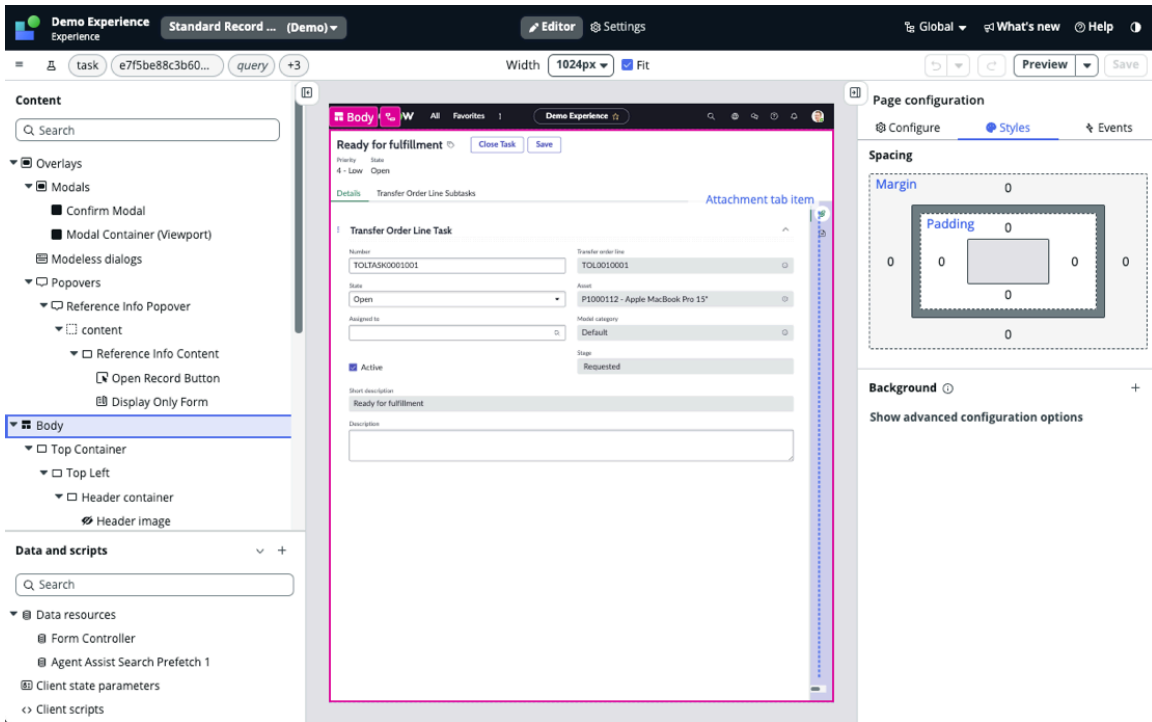 Demo Experience
Experience
Standard Record ... (Demo)
Editor
Settings
Global
What's new
Help
task
e7f5be88c3b60...
query
+3
Width
1024px
Fit
Preview
Save
Content
Search
Overlays
Modals
Confirm Modal
Modal Container (Viewport)
Modeless dialogs
Popovers
Reference Info Popover
content
Reference Info Content
Open Record Button
Display Only Form
Body
Top Container
Top Left
Header container
Header image
Data and scripts
Search
Data resources
Form Controller
Agent Assist Search Prefetch 1
Client state parameters
Client scripts
Body
All
Favorites
Demo Experience
Ready for fulfillment
Close Task
Save
Priority State
4 - Low Open
Details
Transfer Order Line Subtasks
Attachment tab item
Transfer Order Line Task
Number
TOLTASK0001001
Transfer order line
TOL0010001
State
Open
Asset
P1000112 - Apple MacBook Pro 15"
Assigned to
Model category
Default
Active
Stage
Requested
Short description
Ready for fulfillment
Description
Page configuration
Configure
Styles
Events
Spacing
Margin
0
Padding
0
0
0
0
0
0
0
Background
Show advanced configuration options